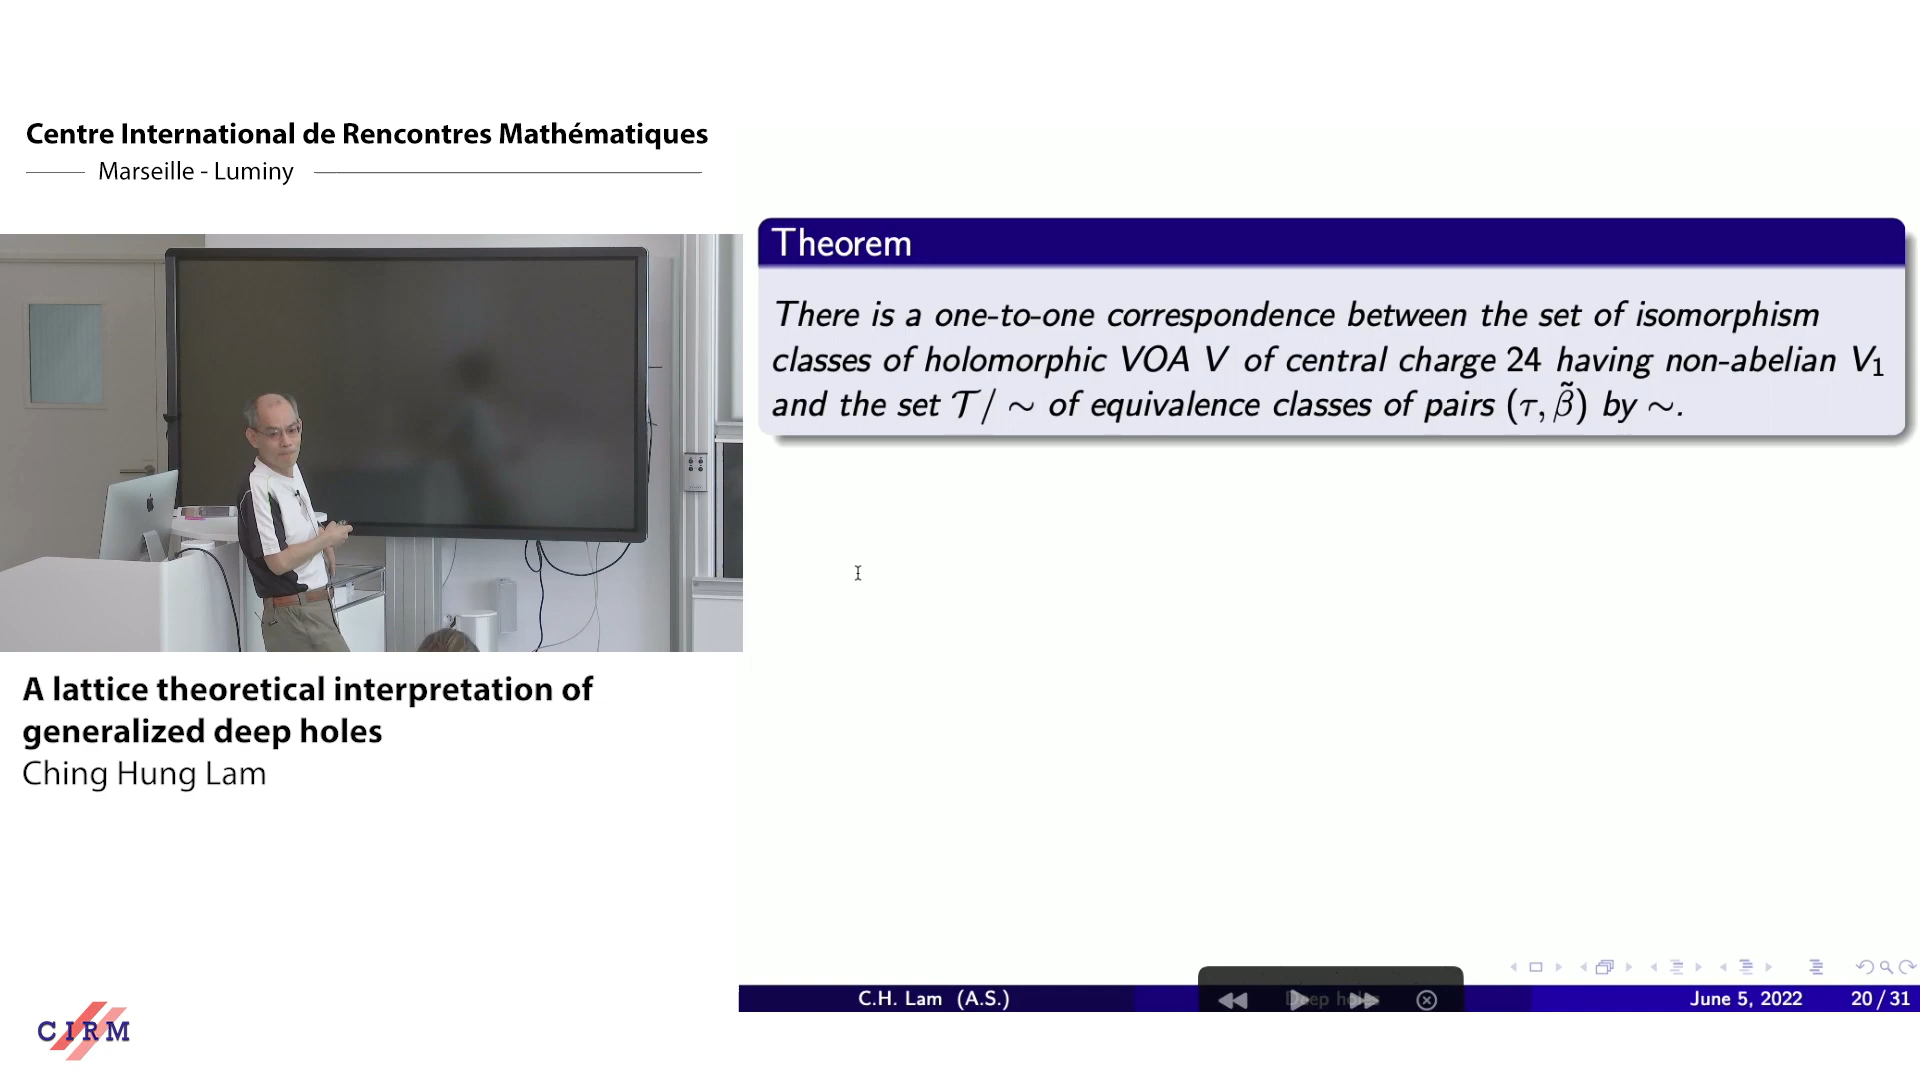 Centre International de Rencontres Mathématiques
Marseille - Luminy
Theorem
There is a one-to-one correspondence between the set of isomorphism
classes of holomorphic VOA V of central charge 24 having non-abelian V₁
and the set 𝒯/ ∼ of equivalence classes of pairs (τ, β̃) by ∼.
A lattice theoretical interpretation of
generalized deep holes
Ching Hung Lam
CIRM
C.H. Lam (A.S.)
Deep holes
June 5, 2022
20 / 31